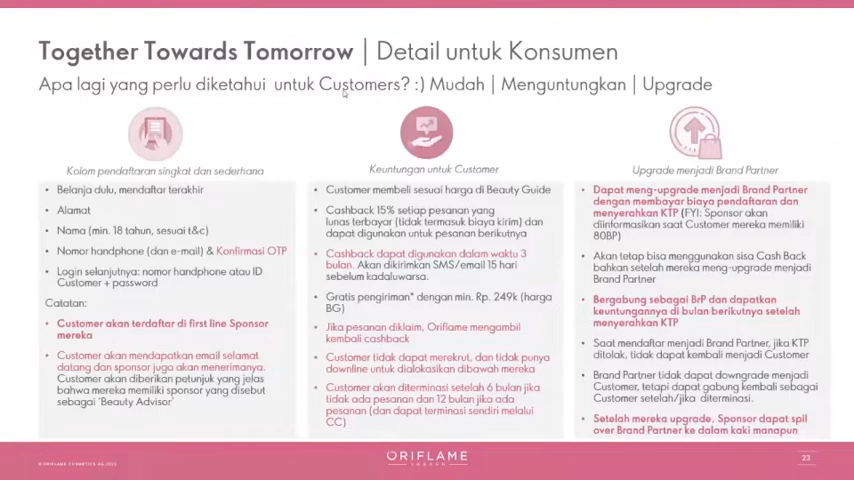 Together Towards Tomorrow | Detail untuk Konsumen
Apa lagi yang perlu diketahui untuk Customers? :) Mudah | Menguntungkan | Upgrade
Kolom pendaftaran singkat dan sederhana
• Belanja dulu, mendaftar terakhir
• Alamat
• Nama (min. 18 tahun, sesuai t&c)
• Nomor handphone (dan e-mail) & Konfirmasi OTP
• Login selanjutnya: nomor handphone atau ID
Customer + password
Catatan:
• Customer akan terdaftar di first line Sponsor
mereka
• Customer akan mendapatkan email selamat
datang dan sponsor juga akan menerimanya.
Customer akan diberikan petunjuk yang jelas
bahwa mereka memiliki sponsor yang disebut
sebagai 'Beauty Advisor'
Keuntungan untuk Customer
• Customer membeli sesuai harga di Beauty Guide
• Cashback 15% setiap pesanan yang
lunas terbayar (tidak termasuk biaya kirim) dan
dapat digunakan untuk pesanan berikutnya
• Cashback dapat digunakan dalam waktu 3
bulan. Akan dikirimkan SMS/email 15 hari
sebelum kadaluwarsa.
• Gratis pengiriman* dengan min. Rp. 249k (harga
BG)
• Jika pesanan diklaim, Oriflame mengambil
kembali cashback
• Customer tidak dapat merekrut, dan tidak punya
downline untuk dialokasikan dibawah mereka
• Customer akan diterminasi setelah 6 bulan jika
tidak ada pesanan dan 12 bulan jika ada
pesanan (dan dapat terminasi sendiri melalui
CC)
Upgrade menjadi Brand Partner
• Dapat meng-upgrade menjadi Brand Partner
dengan membayar biaya pendaftaran dan
menyerahkan KTP (FYI: Sponsor akan
diinformasikan saat Customer mereka memiliki
80BP)
• Akan tetap bisa menggunakan sisa Cash Back
bahkan setelah mereka meng-upgrade menjadi
Brand Partner
• Bergabung sebagai BrP dan dapatkan
keuntungannya di bulan berikutnya setelah
menyerahkan KTP
• Saat mendaftar menjadi Brand Partner, jika KTP
ditolak, tidak dapat kembali menjadi Customer
• Brand Partner tidak dapat downgrade menjadi
Customer, tetapi dapat gabung kembali sebagai
Customer setelah/jika diterminasi.
• Setelah mereka upgrade, Sponsor dapat spil
over Brand Partner ke dalam kaki manapun
©ORIFLAME COSMETICS AG, 2022
ORIFLAME
SWEDEN
23